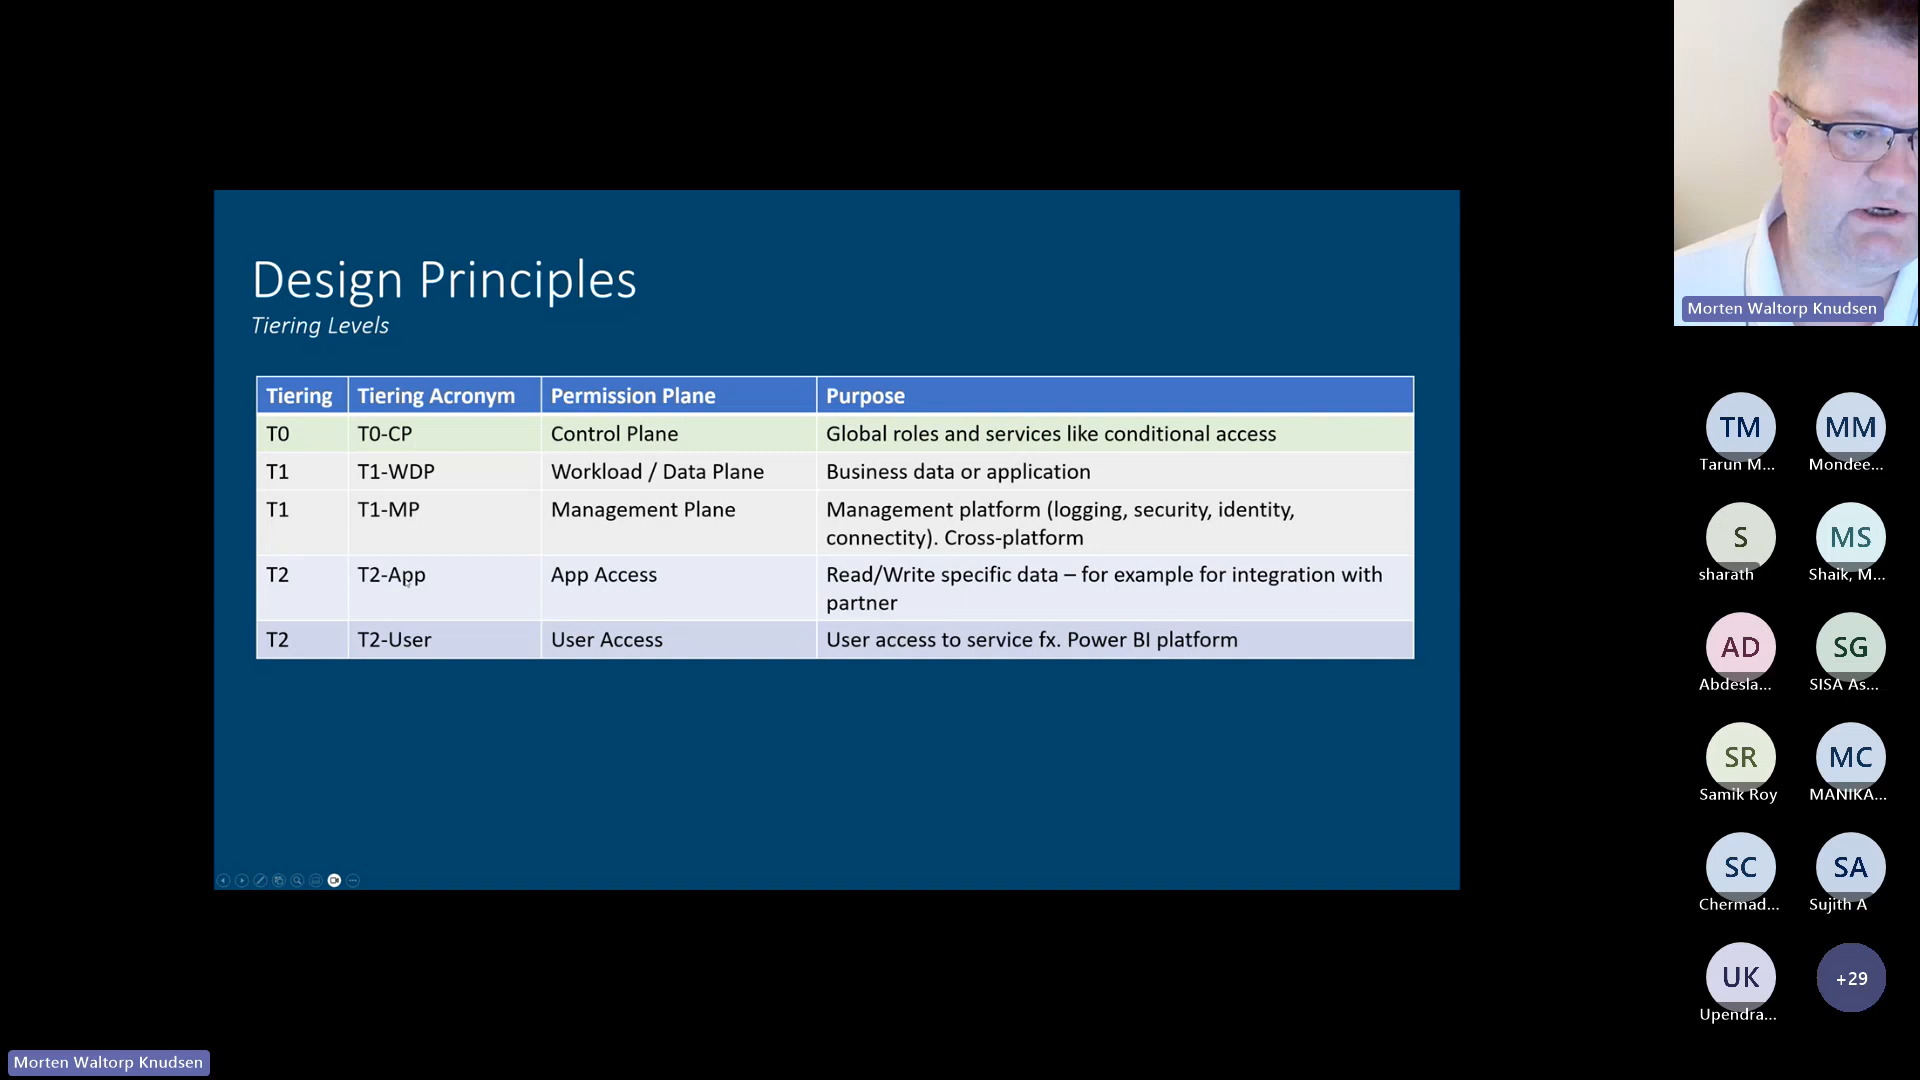 Design Principles
Tiering Levels
Tiering Tiering Acronym Permission Plane Purpose
T0 T0-CP Control Plane Global roles and services like conditional access
T1 T1-WDP Workload / Data Plane Business data or application
T1 T1-MP Management Plane Management platform (logging, security, identity,
connectity). Cross-platform
T2 T2-App App Access Read/Write specific data – for example for integration with
partner
T2 T2-User User Access User access to service fx. Power BI platform
Morten Waltorp Knudsen
TM MM
Tarun M... Mondee...
S MS
sharath Shaik, M...
AD SG
Abdesla... SISA As...
SR MC
Samik Roy MANIKA...
SC SA
Chermad... Sujith A
UK +29
Upendra...
Morten Waltorp Knudsen